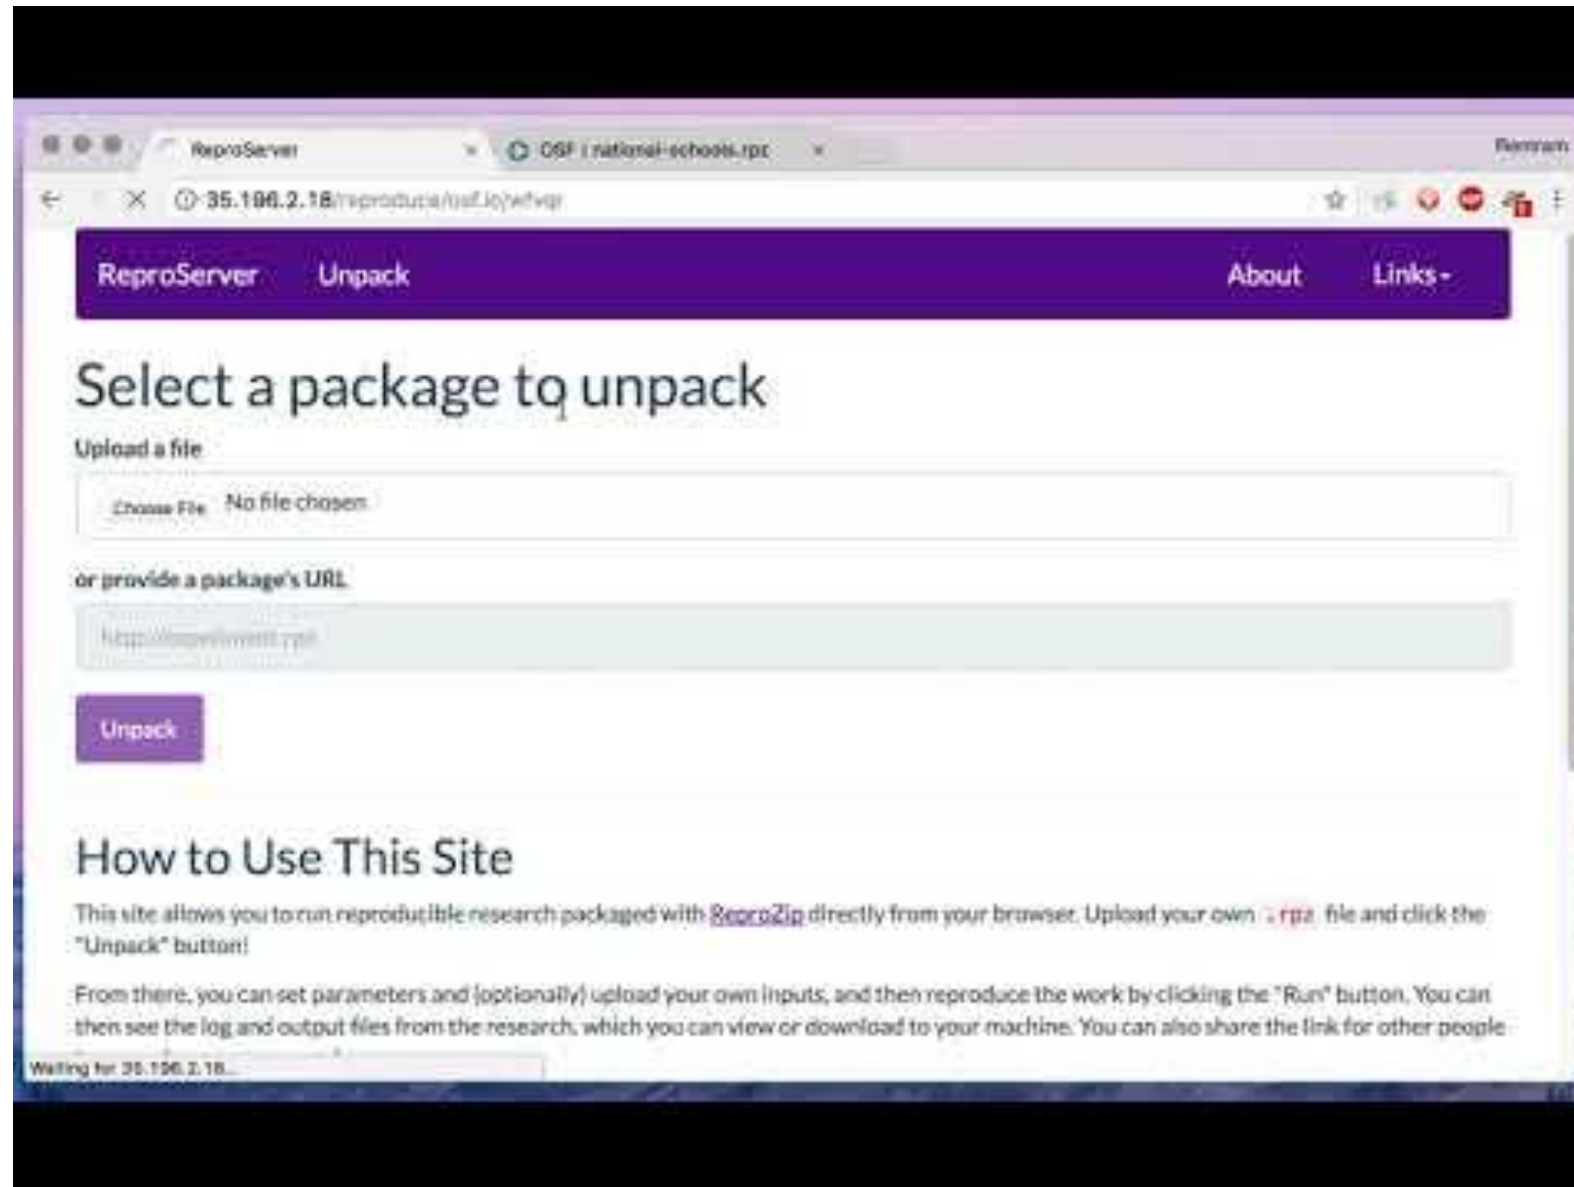 ReproServer
OSF | national-schools.rpz
Remram
35.196.2.18/reproduce/osf.io/wfvqr
ReproServer Unpack About Links
Select a package to unpack
Upload a file
Choose File No file chosen
or provide a package's URL
Unpack
How to Use This Site
This site allows you to run reproducible research packaged with ReproZip directly from your browser. Upload your own .rpz file and click the
"Unpack" button!
From there, you can set parameters and (optionally) upload your own inputs, and then reproduce the work by clicking the "Run" button. You can
then see the log and output files from the research, which you can view or download to your machine. You can also share the link for other people
Waiting for 35.196.2.18...